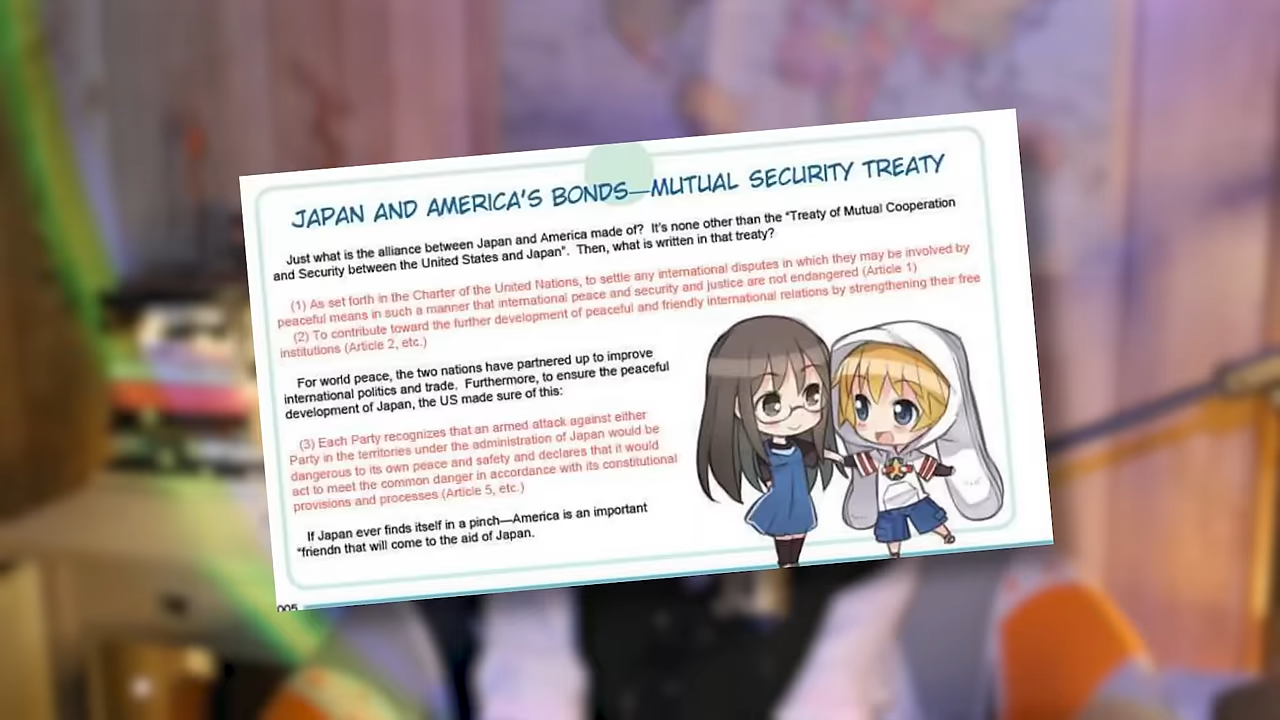 JAPAN AND AMERICA'S BONDS—MUTUAL SECURITY TREATY
Just what is the alliance between Japan and America made of? It's none other than the "Treaty of Mutual Cooperation
and Security between the United States and Japan". Then, what is written in that treaty?
(1) As set forth in the Charter of the United Nations, to settle any international disputes in which they may be involved by
peaceful means in such a manner that international peace and security and justice are not endangered (Article 1)
(2) To contribute toward the further development of peaceful and friendly international relations by strengthening their free
institutions (Article 2, etc.)
For world peace, the two nations have partnered up to improve
international politics and trade. Furthermore, to ensure the peaceful
development of Japan, the US made sure of this:
(3) Each Party recognizes that an armed attack against either
Party in the territories under the administration of Japan would be
dangerous to its own peace and safety and declares that it would
act to meet the common danger in accordance with its constitutional
provisions and processes (Article 5, etc.)
If Japan ever finds itself in a pinch—America is an important
"friendn that will come to the aid of Japan.
005